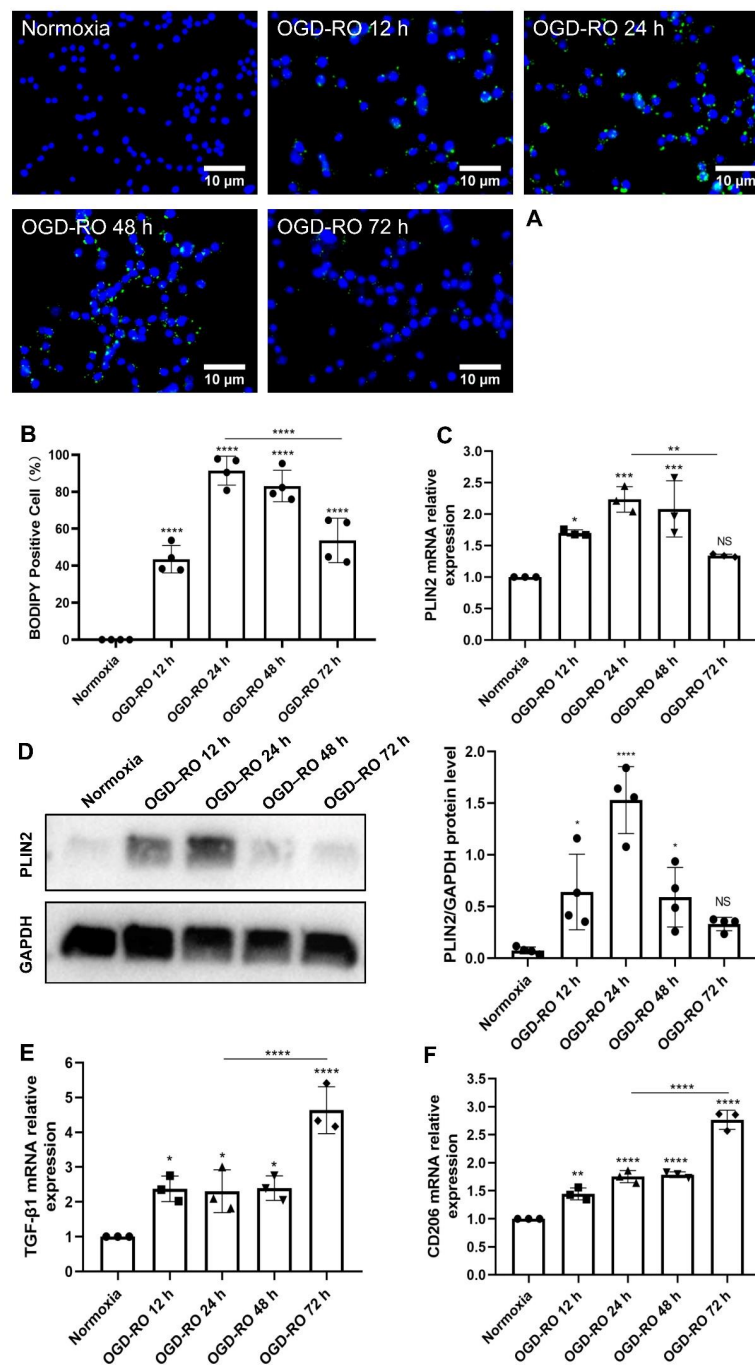 Normoxia
OGD-RO 12 h
OGD-RO 24 h
10 μm
10 μm
10 μm
OGD-RO 48 h
OGD-RO 72 h
A
10 μm
10 μm
B
BODIPY Positive Cell (%)
100
80
60
40
20
0
****
****
****
****
****
Normoxia
OGD-RO 12 h
OGD-RO 24 h
OGD-RO 48 h
OGD-RO 72 h
C
PLIN2 mRNA relative
expression
3.0
2.5
2.0
1.5
1.0
0.5
0.0
**
*
***
***
NS
Normoxia
OGD-RO 12 h
OGD-RO 24 h
OGD-RO 48 h
OGD-RO 72 h
D
Normoxia
OGD–RO 12 h
OGD–RO 24 h
OGD–RO 48 h
OGD–RO 72 h
PLIN2
GAPDH
PLIN2/GAPDH protein level
2.0
1.5
1.0
0.5
0.0
*
****
*
NS
Normoxia
OGD-RO 12 h
OGD-RO 24 h
OGD-RO 48 h
OGD-RO 72 h
E
TGF-β1 mRNA relative
expression
6
5
4
3
2
1
0
****
*
*
*
****
Normoxia
OGD-RO 12 h
OGD-RO 24 h
OGD-RO 48 h
OGD-RO 72 h
F
CD206 mRNA relative
expression
3.5
3.0
2.5
2.0
1.5
1.0
0.5
0.0
****
**
****
****
****
Normoxia
OGD-RO 12 h
OGD-RO 24 h
OGD-RO 48 h
OGD-RO 72 h